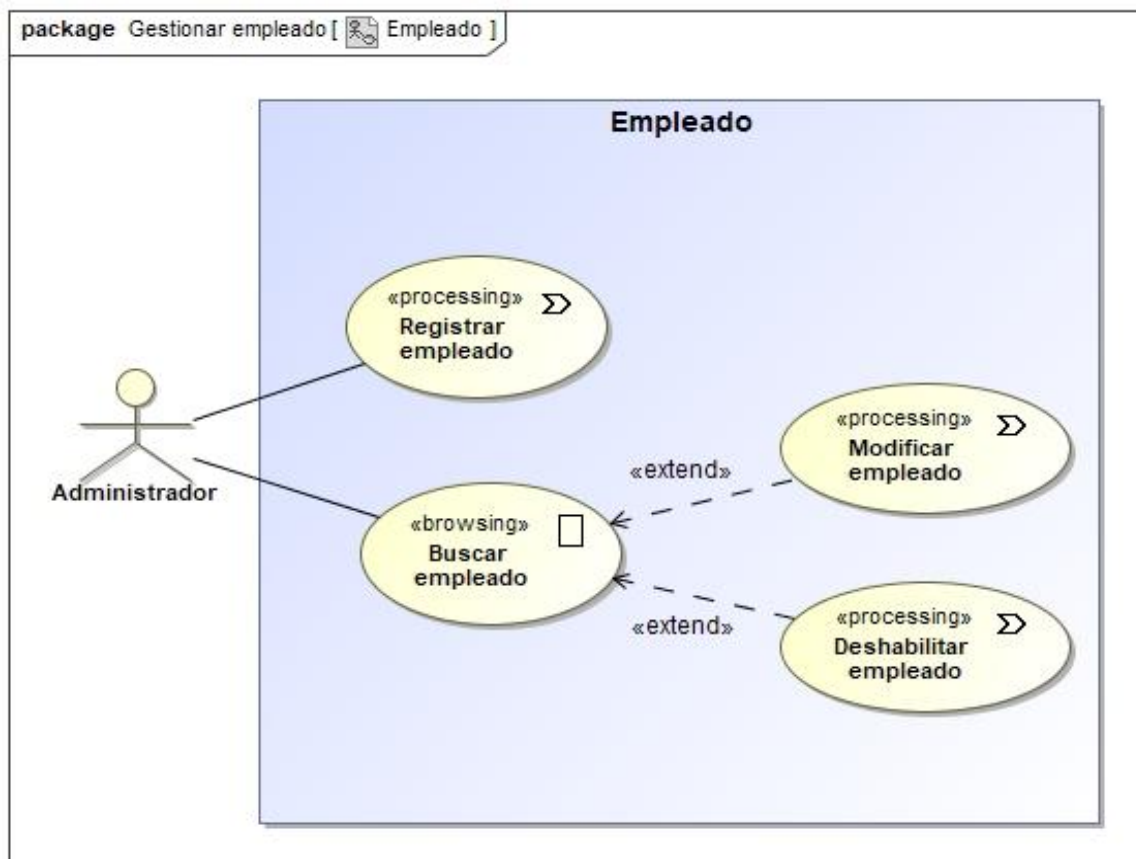 package Gestionar empleado [ Empleado ]
Empleado
«processing»
Registrar
empleado
Administrador
«browsing»
Buscar
empleado
«extend»
«extend»
«processing»
Modificar
empleado
«processing»
Deshabilitar
empleado